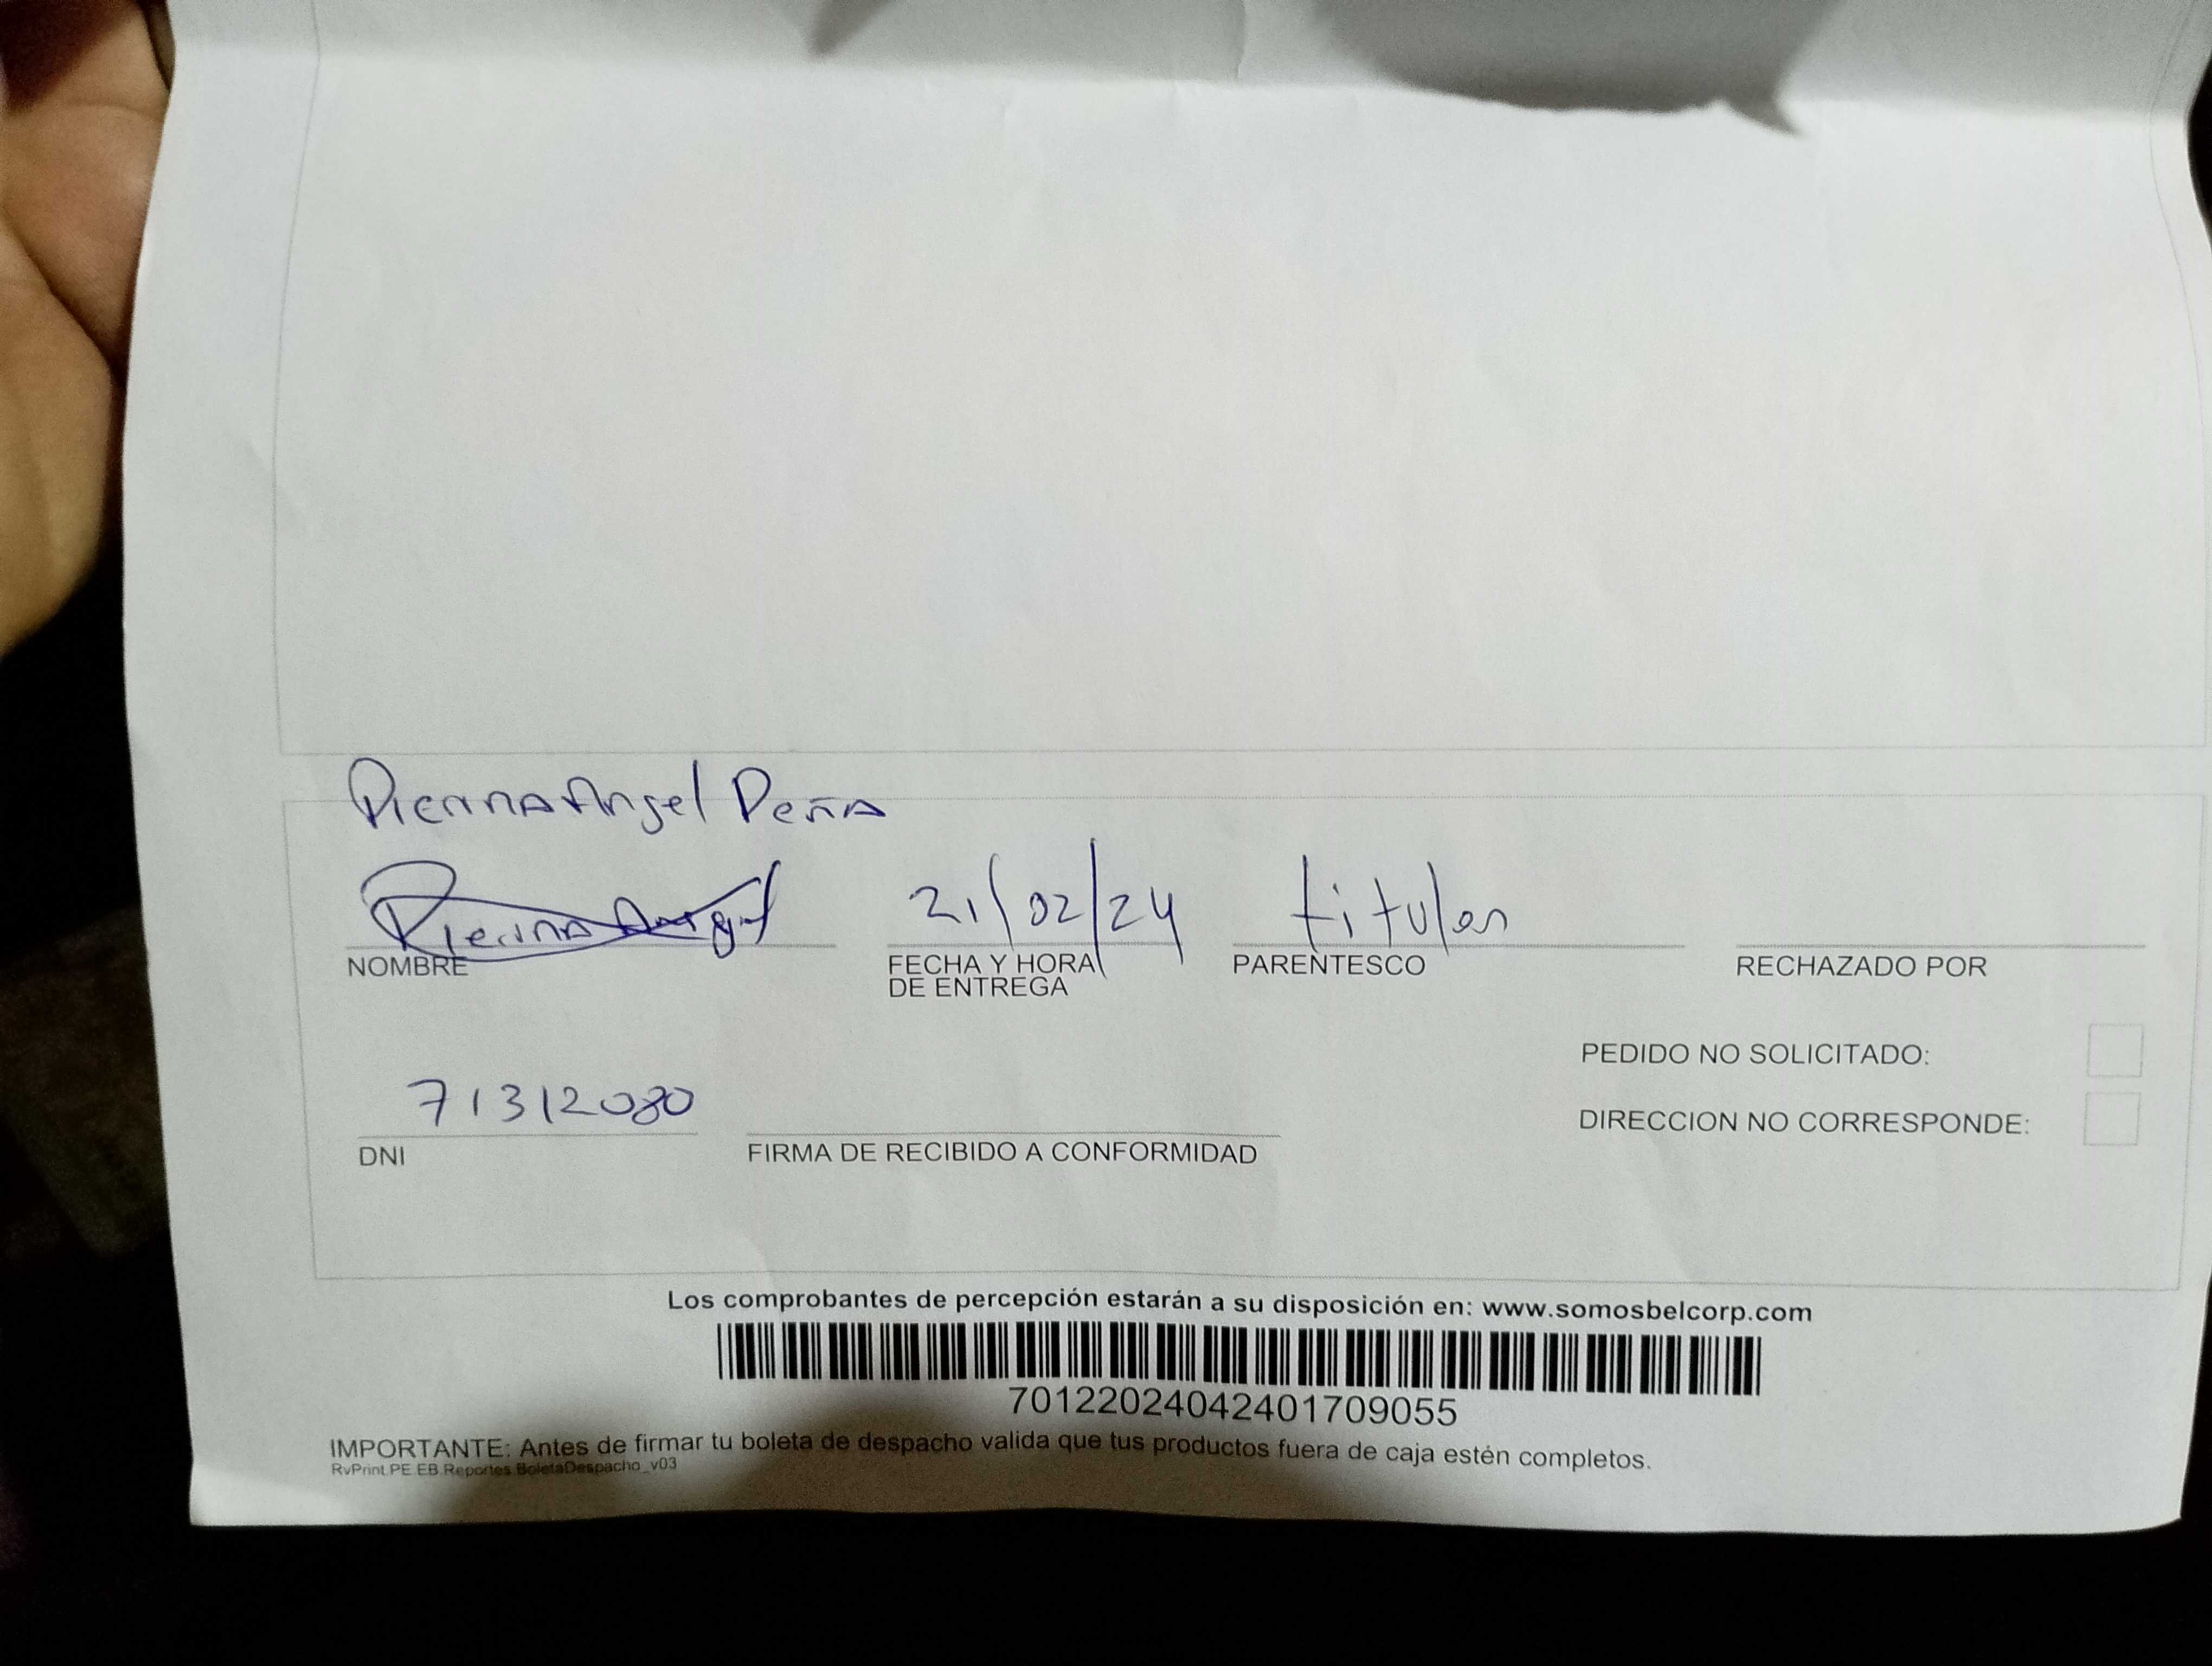 Pierina Angel Peña
Pierina Angel 21/02/24 titular
NOMBRE FECHA Y HORA PARENTESCO RECHAZADO POR
DE ENTREGA
PEDIDO NO SOLICITADO:
71312080
DIRECCION NO CORRESPONDE:
DNI FIRMA DE RECIBIDO A CONFORMIDAD
Los comprobantes de percepción estarán a su disposición en: www.somosbelcorp.com
70122024042401709055
IMPORTANTE: Antes de firmar tu boleta de despacho valida que tus productos fuera de caja estén completos.
RvPrint.PE.EB.Reportes.BoletaDespacho_v03